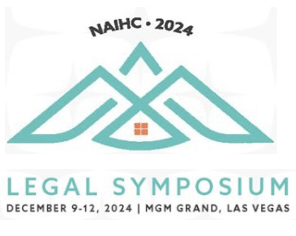 NAIHC • 2024
LEGAL SYMPOSIUM
DECEMBER 9-12, 2024 | MGM GRAND, LAS VEGAS